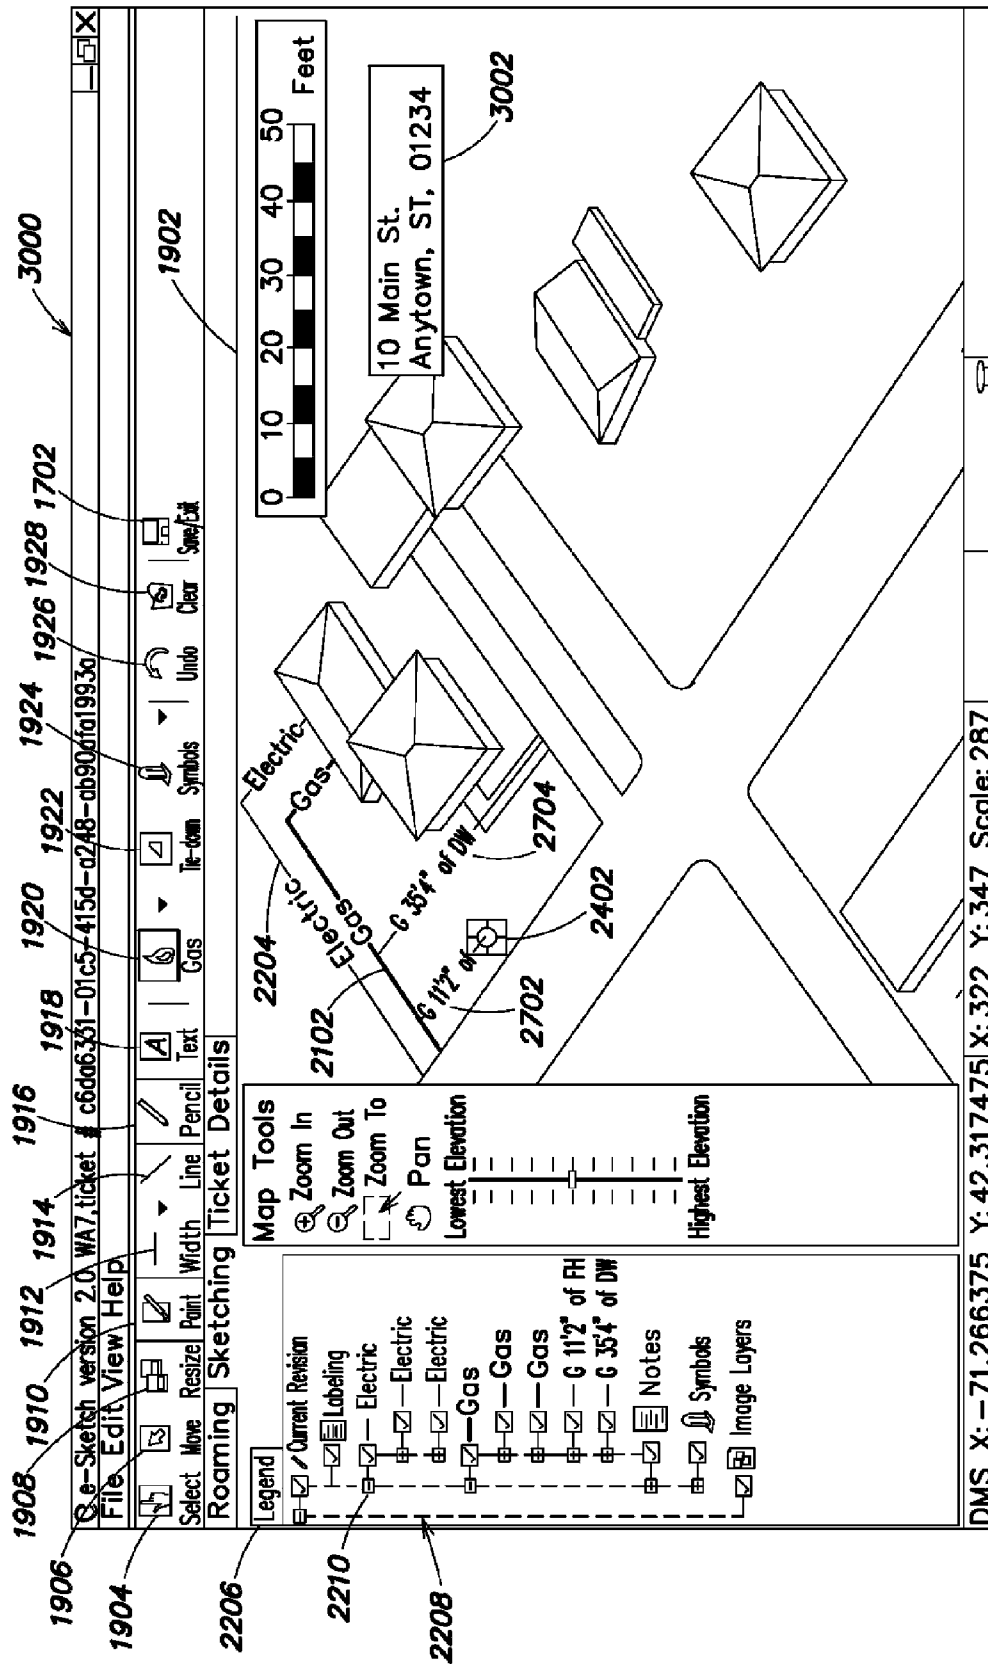 3000
e-Sketch version 2.0 WA7, ticket # c6da6331-01c5-415d-a248-ab90afa1993a
File Edit View Help
Select Move Resize Paint Width Line Pencil Text Gas Tie-down Symbols Undo Clear Save/Exit
1904
1906
1908
1910
1912
1914
1916
1918
1920
1922
1924
1926
1928
1702
1902
Roaming Sketching Ticket Details
2206
Legend
Current Revision
Labeling
Electric
Electric
Electric
Gas
Gas
Gas
G 11'2" of FH
G 35'4" of DW
Notes
Symbols
Image Layers
2210
2208
Map Tools
Zoom In
Zoom Out
Zoom To
Pan
Lowest Elevation
Highest Elevation
0 10 20 30 40 50
Feet
10 Main St.
Anytown, ST, 01234
3002
2204
Electric
Electric
Gas
Gas
2102
G 35'4" of DW
2704
G 11'2" of
2702
2402
DMS X: -71.266375 Y: 42.317475 X: 322 Y: 347 Scale: 287